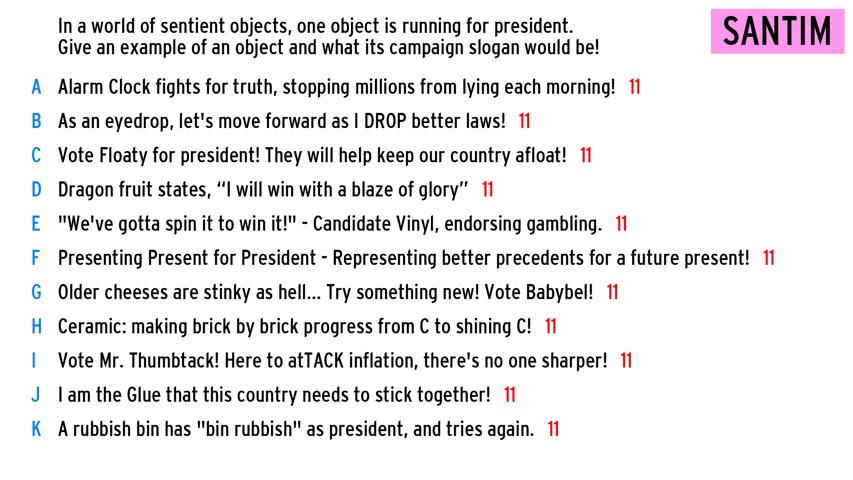 In a world of sentient objects, one object is running for president.
Give an example of an object and what its campaign slogan would be!
SANTIM
A Alarm Clock fights for truth, stopping millions from lying each morning! 11
B As an eyedrop, let's move forward as I DROP better laws! 11
C Vote Floaty for president! They will help keep our country afloat! 11
D Dragon fruit states, “I will win with a blaze of glory” 11
E "We've gotta spin it to win it!" - Candidate Vinyl, endorsing gambling. 11
F Presenting Present for President - Representing better precedents for a future present! 11
G Older cheeses are stinky as hell... Try something new! Vote Babybel! 11
H Ceramic: making brick by brick progress from C to shining C! 11
I Vote Mr. Thumbtack! Here to atTACK inflation, there's no one sharper! 11
J I am the Glue that this country needs to stick together! 11
K A rubbish bin has "bin rubbish" as president, and tries again. 11